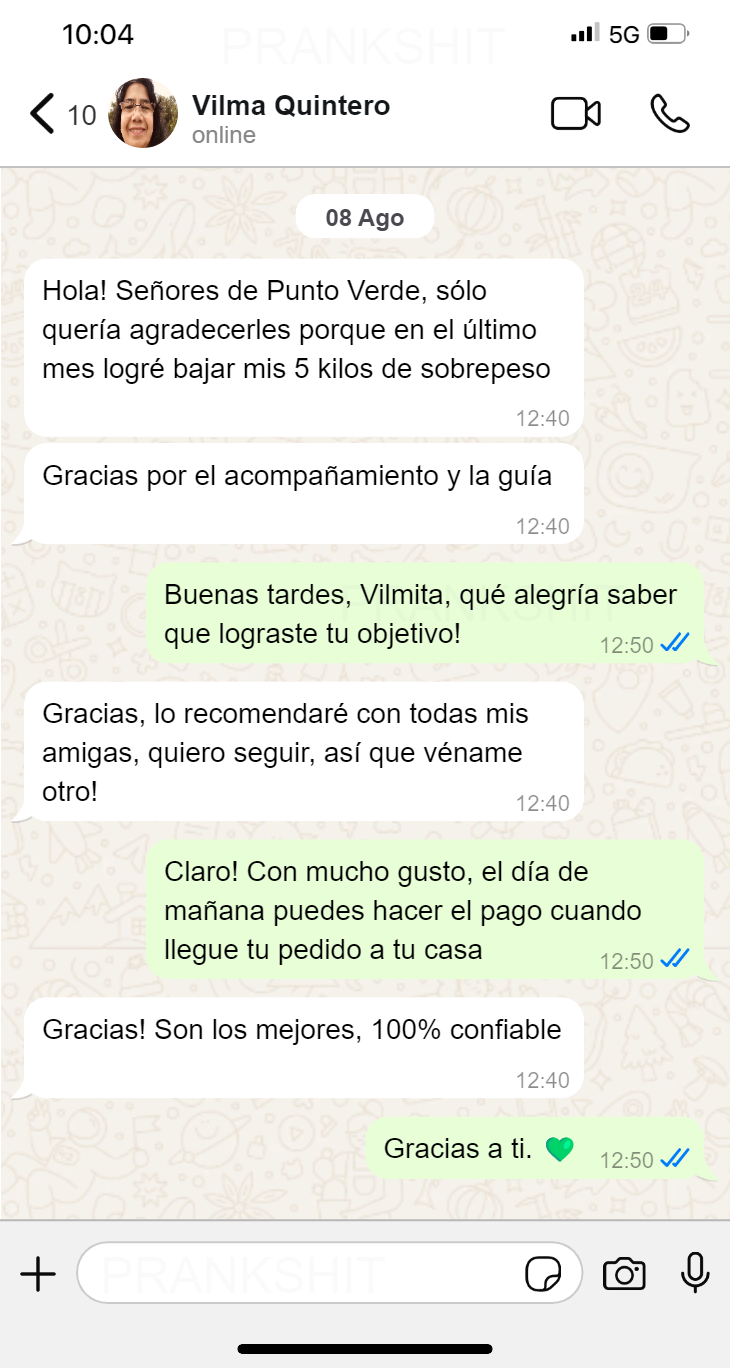 PRANKSHIT
10:04
5G
10
Vilma Quintero
online
08 Ago
Hola! Señores de Punto Verde, sólo
quería agradecerles porque en el último
mes logré bajar mis 5 kilos de sobrepeso
12:40
Gracias por el acompañamiento y la guía
12:40
PRANKSHIT
Buenas tardes, Vilmita, qué alegría saber
que lograste tu objetivo!
12:50
Gracias, lo recomendaré con todas mis
amigas, quiero seguir, así que véname
otro!
12:40
Claro! Con mucho gusto, el día de
mañana puedes hacer el pago cuando
llegue tu pedido a tu casa
12:50
Gracias! Son los mejores, 100% confiable
12:40
Gracias a ti. 💚
12:50
PRANKSHIT